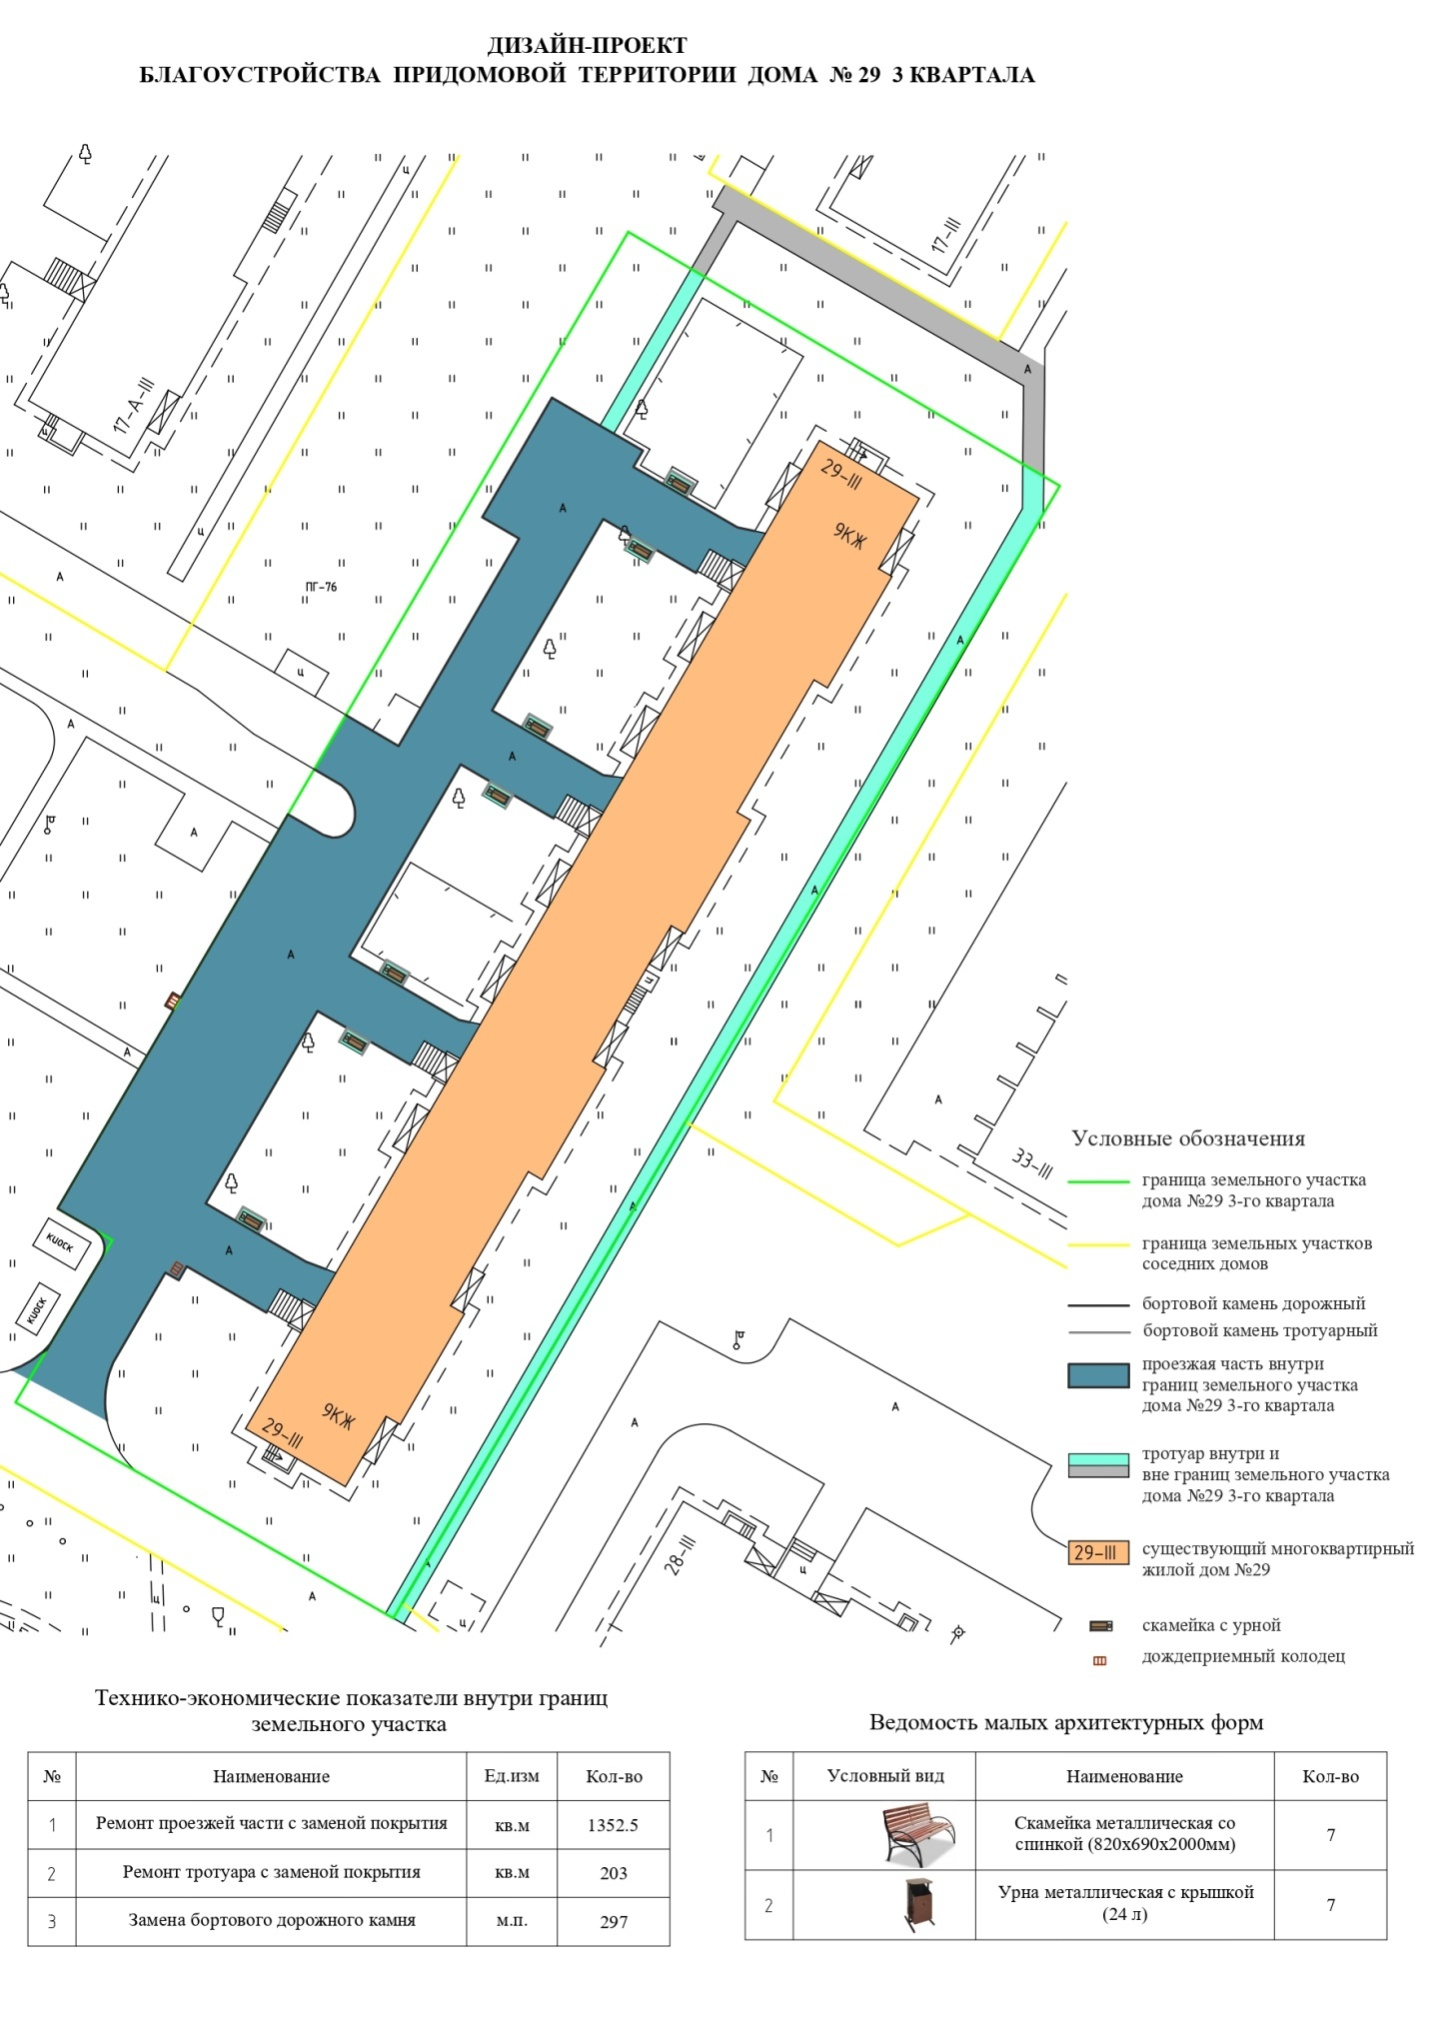 ДИЗАЙН-ПРОЕКТ
БЛАГОУСТРОЙСТВА ПРИДОМОВОЙ ТЕРРИТОРИИ ДОМА № 29 3 КВАРТАЛА
ц
17-III
А
17-А-III
29-III
9КЖ
А
ц
А
ПГ-76
А
ц
А
А
А
А
А
А
ц
А
А
А
33-III
А
А
КИОСК
КИОСК
9КЖ
29-III
А
А
28-III
ц
ц
А
ц
Условные обозначения
граница земельного участка
дома №29 3-го квартала
граница земельных участков
соседних домов
бортовой камень дорожный
бортовой камень тротуарный
проезжая часть внутри
границ земельного участка
дома №29 3-го квартала
тротуар внутри и
вне границ земельного участка
дома №29 3-го квартала
29-III
существующий многоквартирный
жилой дом №29
скамейка с урной
дождеприемный колодец
Технико-экономические показатели внутри границ
земельного участка
№ Наименование Ед.изм Кол-во
1 Ремонт проезжей части с заменой покрытия кв.м 1352.5
2 Ремонт тротуара с заменой покрытия кв.м 203
3 Замена бортового дорожного камня м.п. 297
Ведомость малых архитектурных форм
№ Условный вид Наименование Кол-во
1 Скамейка металлическая со
спинкой (820х690х2000мм) 7
2 Урна металлическая с крышкой
(24 л) 7